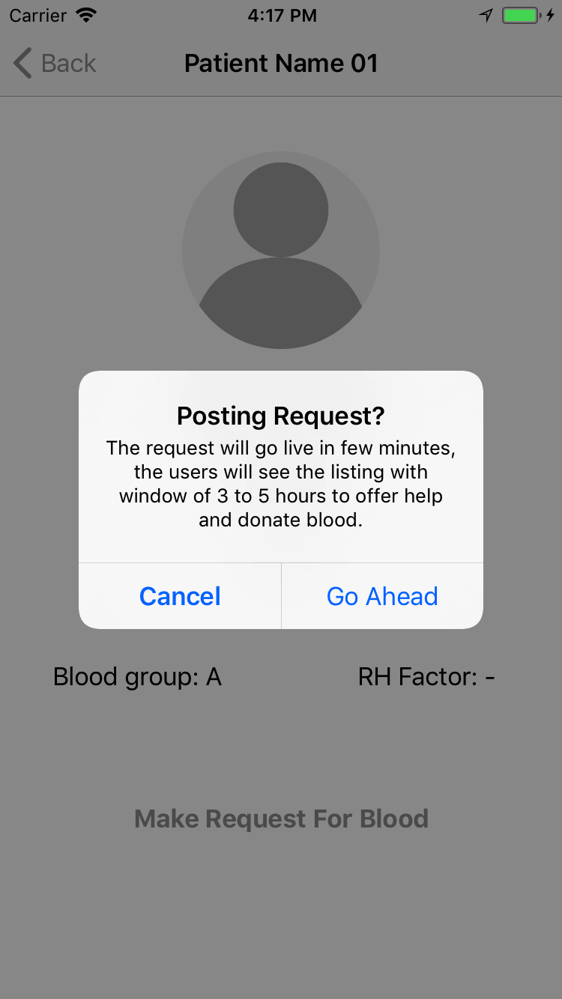 Carrier 4:17 PM
Back Patient Name 01
Posting Request?
The request will go live in few minutes,
the users will see the listing with
window of 3 to 5 hours to offer help
and donate blood.
Cancel Go Ahead
Blood group: A RH Factor: -
Make Request For Blood